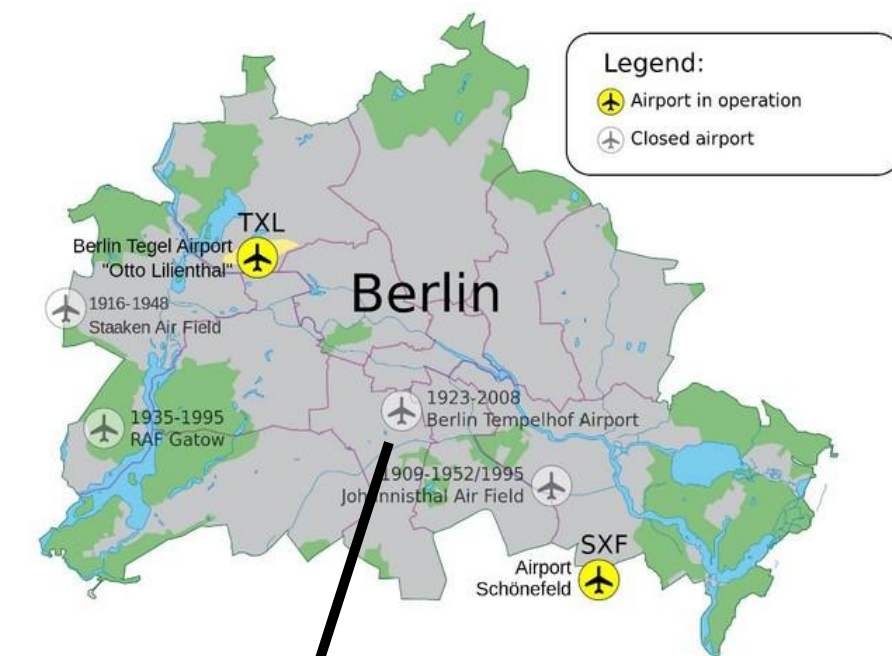 Legend:
Airport in operation
Closed airport
TXL
Berlin Tegel Airport
"Otto Lilienthal"
Berlin
1916-1948
Staaken Air Field
1923-2008
Berlin Tempelhof Airport
1935-1995
RAF Gatow
1909-1952/1995
Johannisthal Air Field
SXF
Airport
Schönefeld